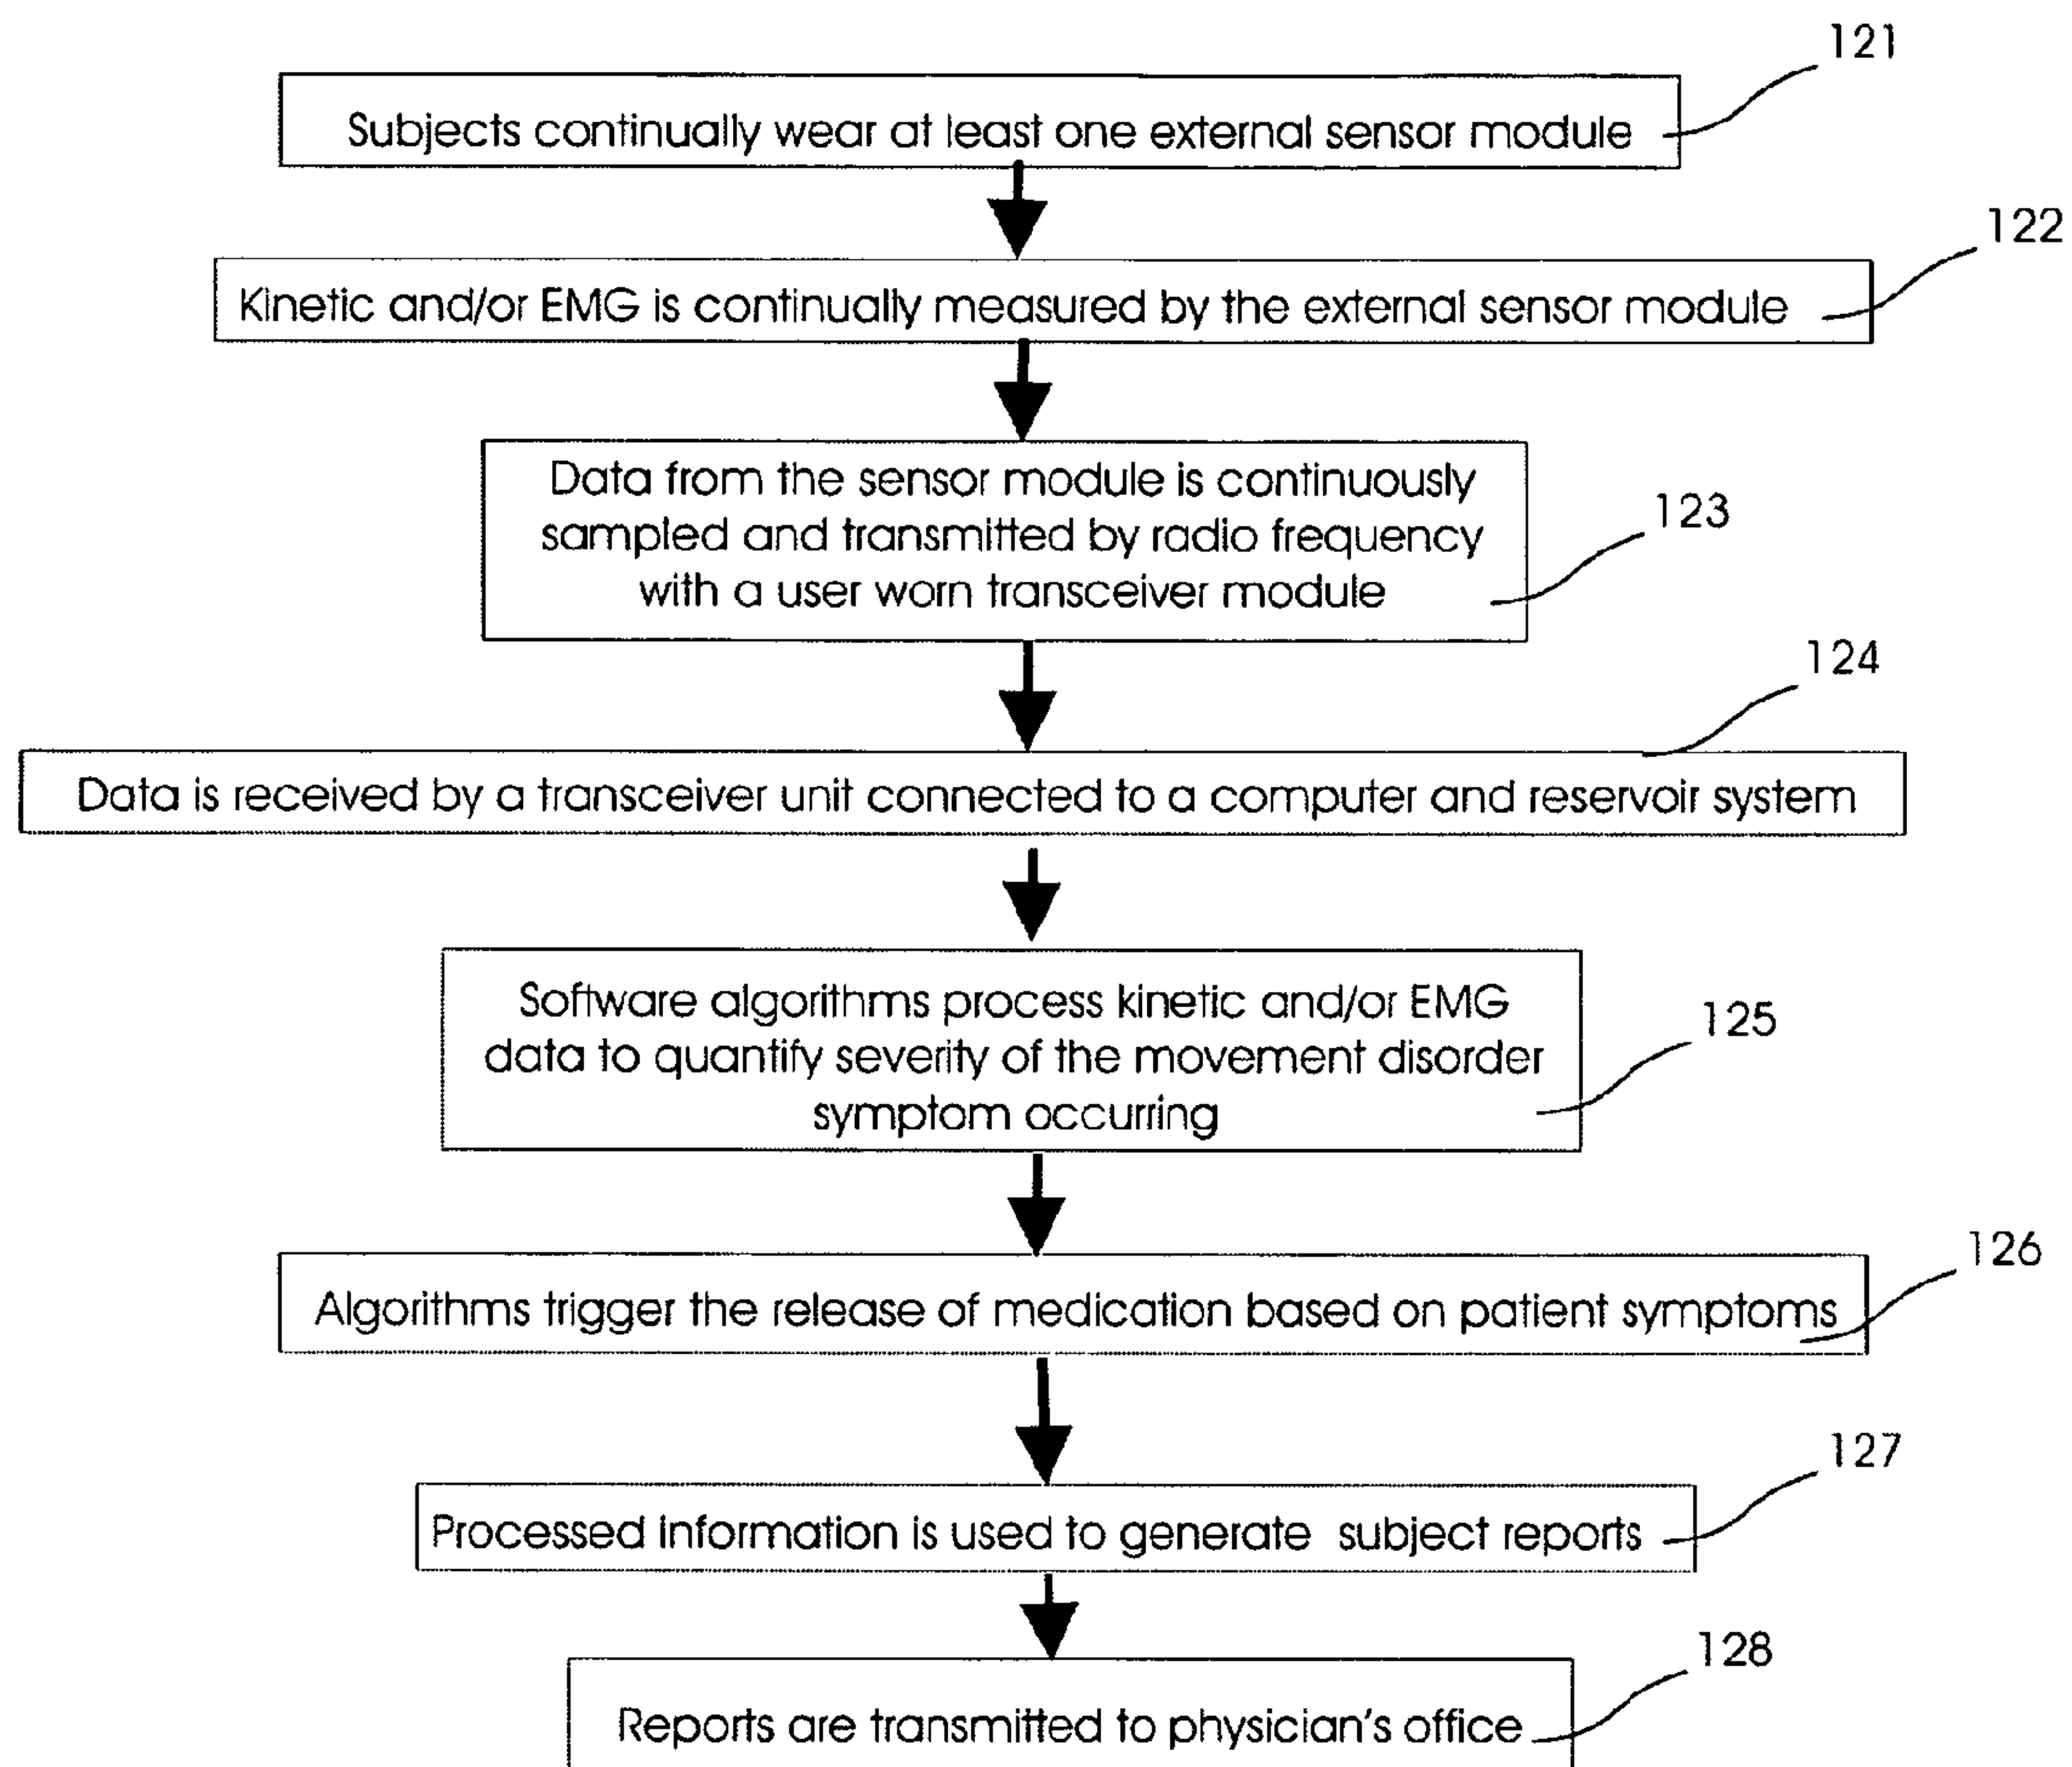 121
Subjects continually wear at least one external sensor module
122
Kinetic and/or EMG is continually measured by the external sensor module
Data from the sensor module is continuously
sampled and transmitted by radio frequency
with a user worn transceiver module
123
124
Data is received by a transceiver unit connected to a computer and reservoir system
Software algorithms process kinetic and/or EMG
data to quantify severity of the movement disorder
symptom occurring
125
126
Algorithms trigger the release of medication based on patient symptoms
127
Processed information is used to generate subject reports
128
Reports are transmitted to physician's office